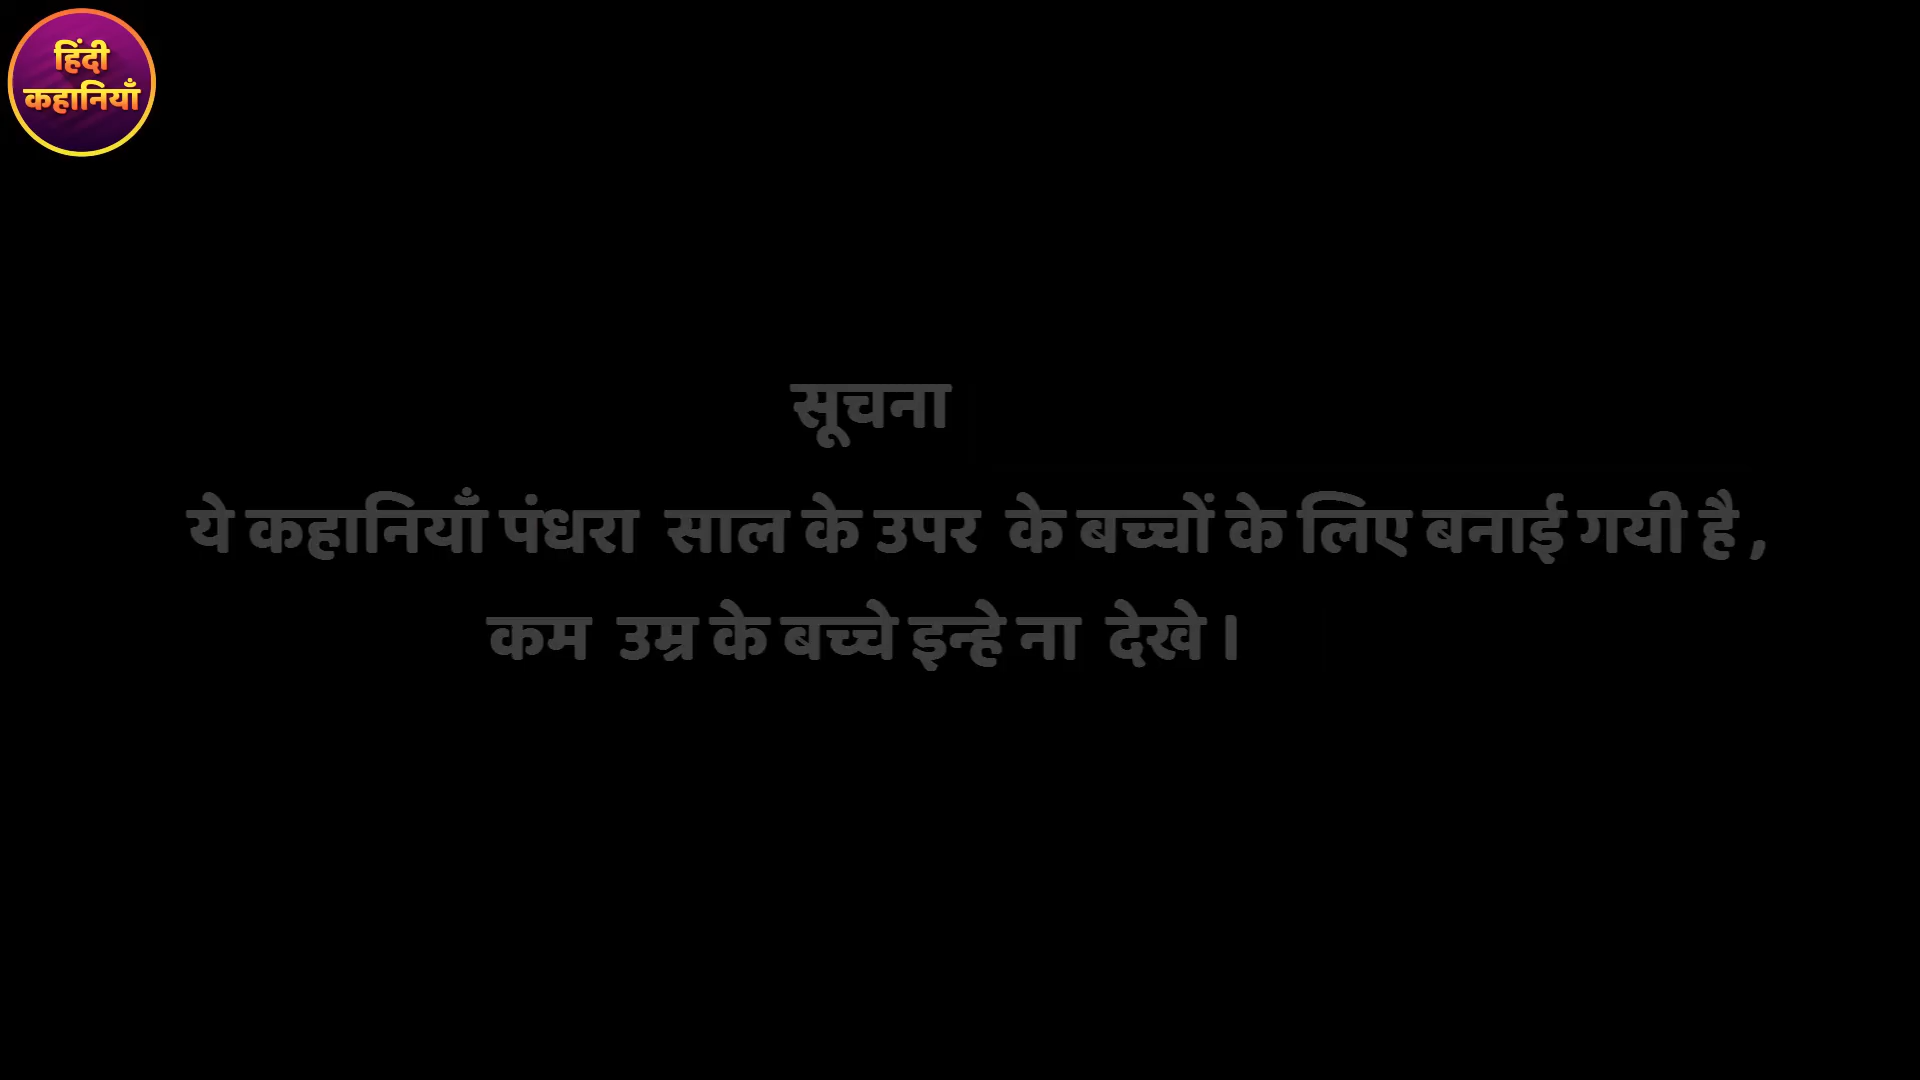 हिंदी
कहानियाँ
सूचना
ये कहानियाँ पंधरा साल के उपर के बच्चों के लिए बनाई गयी है ,
कम उम्र के बच्चे इन्हे ना देखे ।